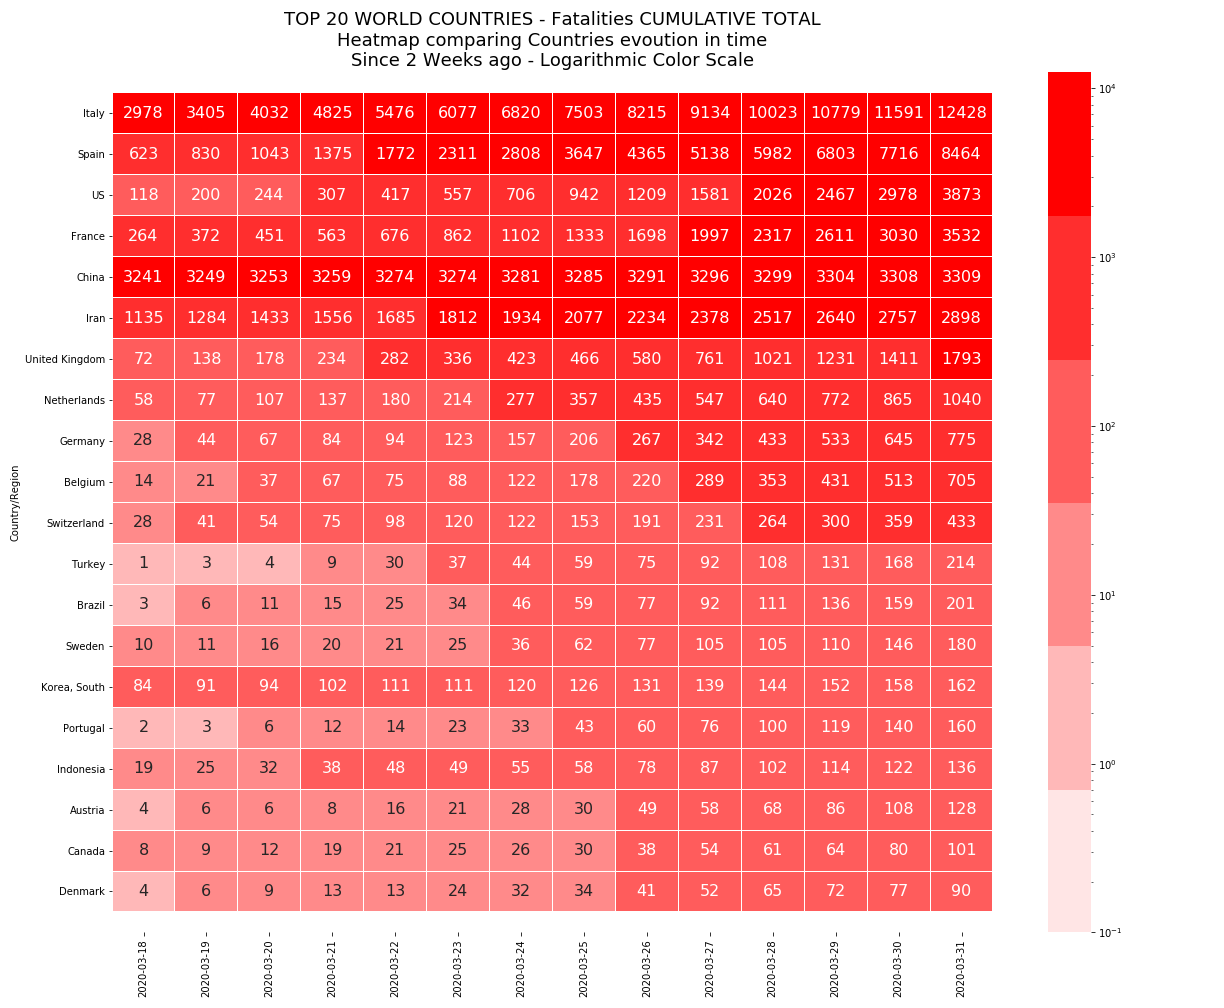 TOP 20 WORLD COUNTRIES - Fatalities CUMULATIVE TOTAL
Heatmap comparing Countries evoution in time
Since 2 Weeks ago - Logarithmic Color Scale
Country/Region
Italy 2978 3405 4032 4825 5476 6077 6820 7503 8215 9134 10023 10779 11591 12428
Spain 623 830 1043 1375 1772 2311 2808 3647 4365 5138 5982 6803 7716 8464
US 118 200 244 307 417 557 706 942 1209 1581 2026 2467 2978 3873
France 264 372 451 563 676 862 1102 1333 1698 1997 2317 2611 3030 3532
China 3241 3249 3253 3259 3274 3274 3281 3285 3291 3296 3299 3304 3308 3309
Iran 1135 1284 1433 1556 1685 1812 1934 2077 2234 2378 2517 2640 2757 2898
United Kingdom 72 138 178 234 282 336 423 466 580 761 1021 1231 1411 1793
Netherlands 58 77 107 137 180 214 277 357 435 547 640 772 865 1040
Germany 28 44 67 84 94 123 157 206 267 342 433 533 645 775
Belgium 14 21 37 67 75 88 122 178 220 289 353 431 513 705
Switzerland 28 41 54 75 98 120 122 153 191 231 264 300 359 433
Turkey 1 3 4 9 30 37 44 59 75 92 108 131 168 214
Brazil 3 6 11 15 25 34 46 59 77 92 111 136 159 201
Sweden 10 11 16 20 21 25 36 62 77 105 105 110 146 180
Korea, South 84 91 94 102 111 111 120 126 131 139 144 152 158 162
Portugal 2 3 6 12 14 23 33 43 60 76 100 119 140 160
Indonesia 19 25 32 38 48 49 55 58 78 87 102 114 122 136
Austria 4 6 6 8 16 21 28 30 49 58 68 86 108 128
Canada 8 9 12 19 21 25 26 30 38 54 61 64 80 101
Denmark 4 6 9 13 13 24 32 34 41 52 65 72 77 90
2020-03-18 2020-03-19 2020-03-20 2020-03-21 2020-03-22 2020-03-23 2020-03-24 2020-03-25 2020-03-26 2020-03-27 2020-03-28 2020-03-29 2020-03-30 2020-03-31
10⁴
10³
10²
10¹
10⁰
10⁻¹